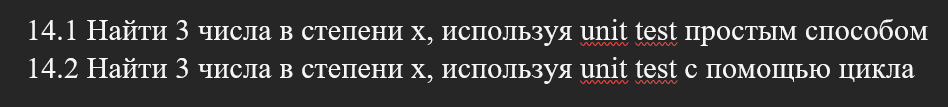 14.1 Найти 3 числа в степени x, используя unit test простым способом
14.2 Найти 3 числа в степени x, используя unit test с помощью цикла